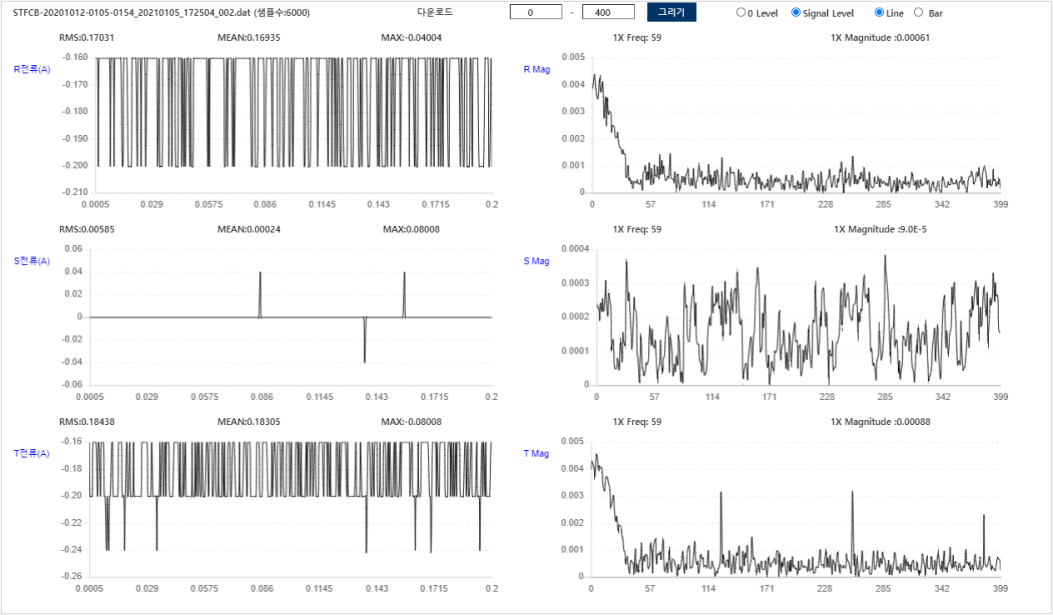 STFCB-20201012-0105-0154_20210105_172504_002.dat (샘플수:6000) 다운로드 0 - 400 그리기 0 Level Signal Level Line Bar
RMS:0.17031 MEAN:0.16935 MAX:-0.04004 1X Freq: 59 1X Magnitude :0.00061
R전류(A)
-0.160
-0.170
-0.180
-0.190
-0.200
-0.210
0.0005 0.029 0.0575 0.086 0.1145 0.143 0.1715 0.2
R Mag
0.005
0.004
0.003
0.002
0.001
0
0 57 114 171 228 285 342 399
RMS:0.00585 MEAN:0.00024 MAX:0.08008 1X Freq: 59 1X Magnitude :9.0E-5
S전류(A)
0.06
0.04
0.02
0
-0.02
-0.04
-0.06
0.0005 0.029 0.0575 0.086 0.1145 0.143 0.1715 0.2
S Mag
0.0004
0.0003
0.0002
0.0001
0
0 57 114 171 228 285 342 399
RMS:0.18438 MEAN:0.18305 MAX:-0.08008 1X Freq: 59 1X Magnitude :0.00088
T전류(A)
-0.16
-0.18
-0.20
-0.22
-0.24
-0.26
0.0005 0.029 0.0575 0.086 0.1145 0.143 0.1715 0.2
T Mag
0.005
0.004
0.003
0.002
0.001
0
0 57 114 171 228 285 342 399